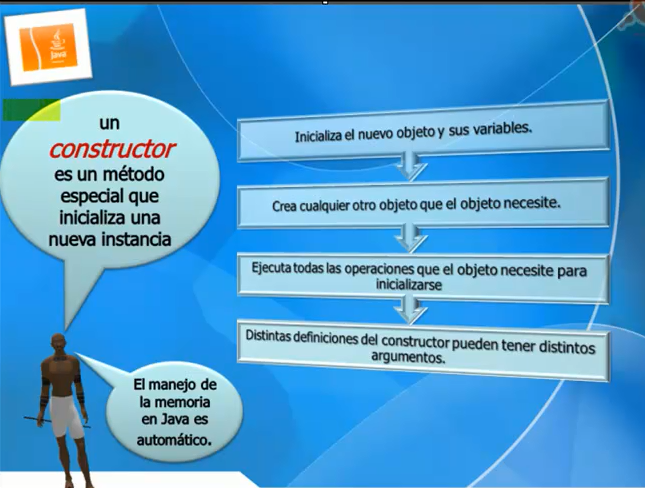 Java
un
constructor
es un método
especial que
inicializa una
nueva instancia
Inicializa el nuevo objeto y sus variables.
Crea cualquier otro objeto que el objeto necesite.
Ejecuta todas las operaciones que el objeto necesite para
inicializarse
Distintas definiciones del constructor pueden tener distintos
argumentos.
El manejo de
la memoria
en Java es
automático.